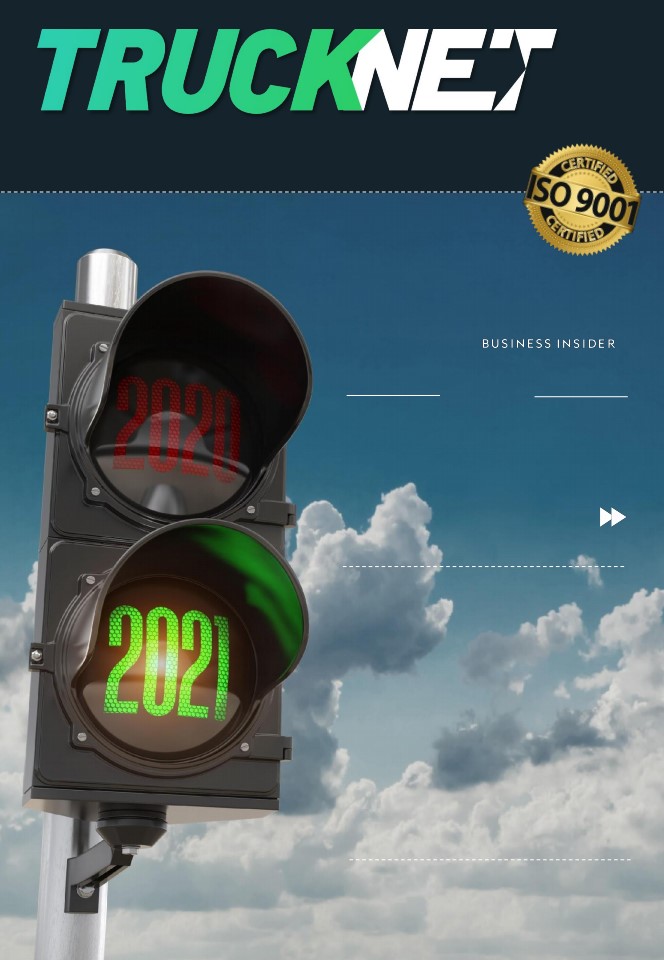 TRUCKNET
CERTIFIED
ISO 9001
CERTIFIED
BUSINESS INSIDER
2020
2021